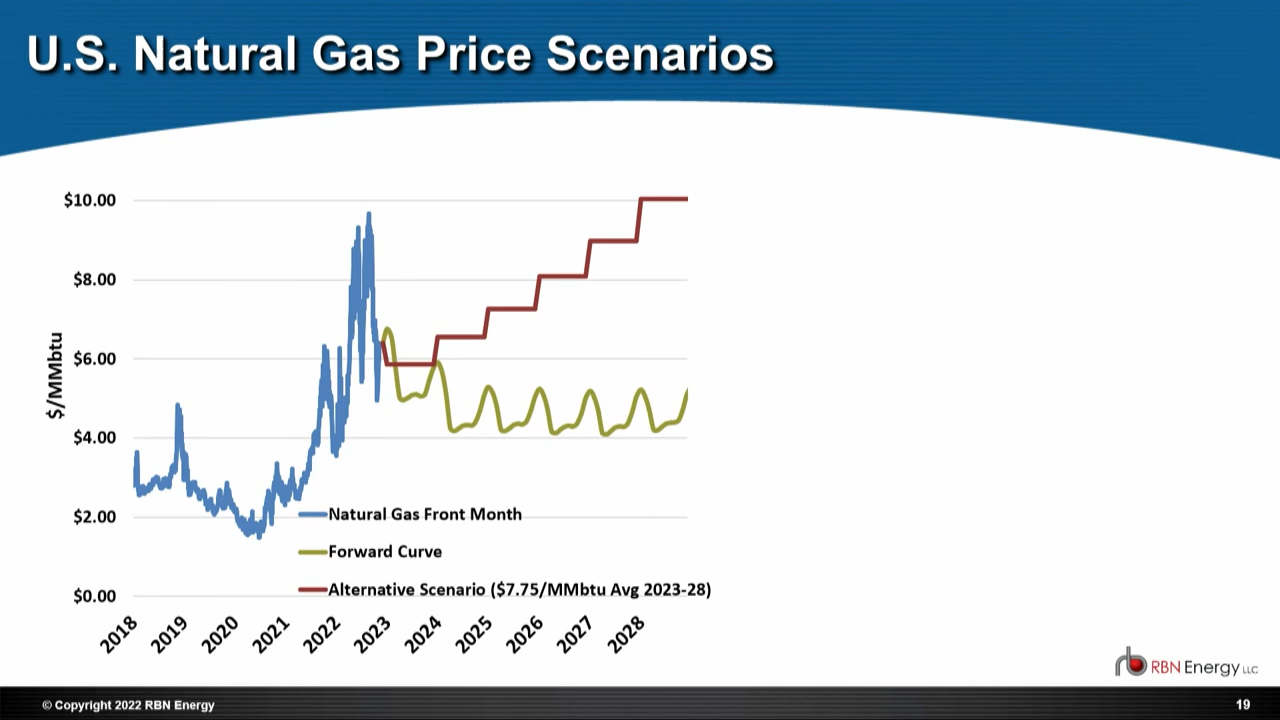 U.S. Natural Gas Price Scenarios
$10.00
$8.00
$6.00
$4.00
$2.00
$0.00
$/MMbtu
Natural Gas Front Month
Forward Curve
Alternative Scenario ($7.75/MMbtu Avg 2023-28)
2018
2019
2020
2021
2022
2023
2024
2025
2026
2027
2028
rb RBN Energy LLC
© Copyright 2022 RBN Energy
19